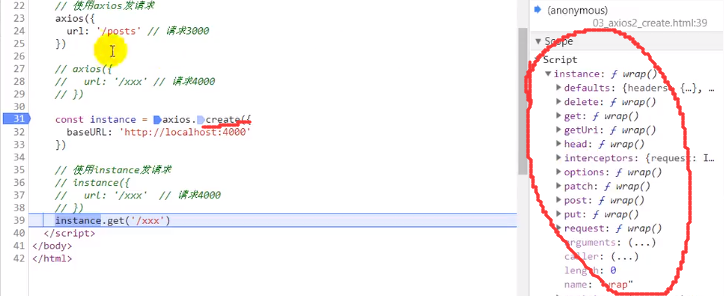 22 // 使用axios发请求
23 axios({
24 url: '/posts' // 请求3000
25 })
26
27 // axios({
28 //   url: '/xxx' // 请求4000
29 // })
30
31 const instance = axios.create({
32 baseURL: 'http://localhost:4000'
33 })
34
35 // 使用instance发请求
36 // instance({
37 //   url: '/xxx'  // 请求4000
38 // })
39 instance.get('/xxx')
40 </script>
41 </body>
42 </html>
(anonymous)
03_axios2_create.html:39
Scope
Script
instance: ƒ wrap()
defaults: {headers: {…},
delete: ƒ wrap()
get: ƒ wrap()
getUri: ƒ wrap()
head: ƒ wrap()
interceptors: {request: I…
options: ƒ wrap()
patch: ƒ wrap()
post: ƒ wrap()
put: ƒ wrap()
request: ƒ wrap()
arguments: (...)
caller: (...)
length: 0
name: "wrap"